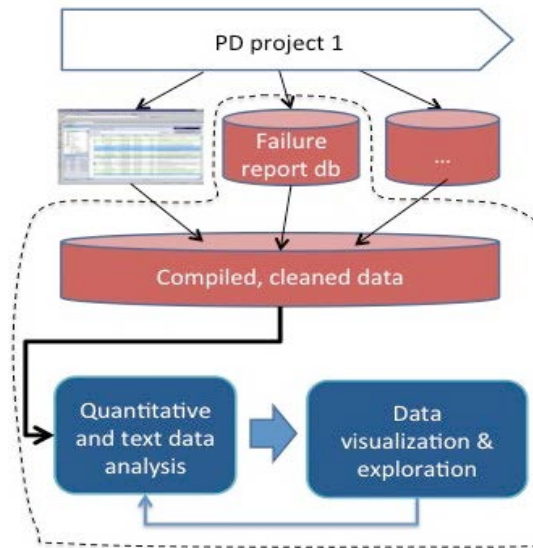 PD project 1
Failure
report db
...
Compiled, cleaned data
Quantitative
and text data
analysis
Data
visualization &
exploration